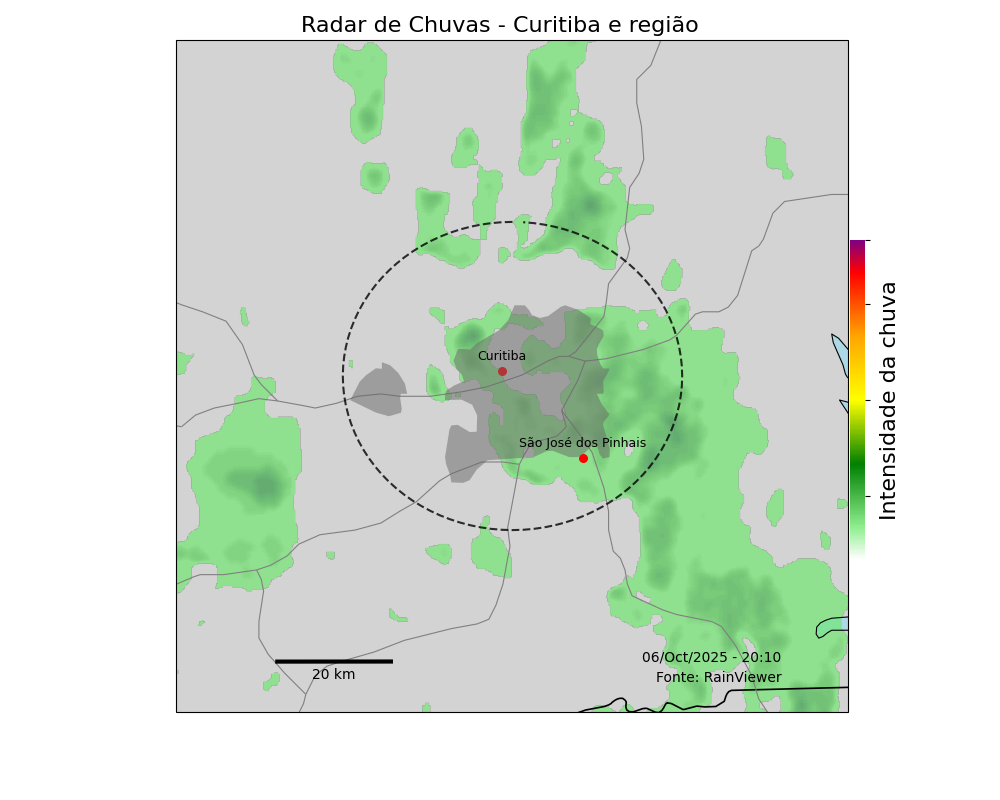 Radar de Chuvas - Curitiba e região
Curitiba
São José dos Pinhais
Intensidade da chuva
06/Oct/2025 - 20:10
Fonte: RainViewer
20 km